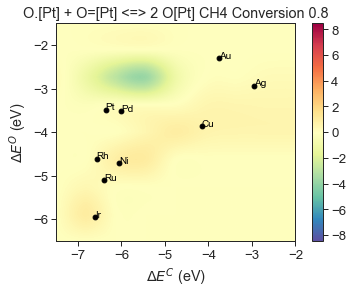 O.[Pt] + O=[Pt] <=> 2 O[Pt] CH4 Conversion 0.8
ΔE^O (eV)
−2
−3
−4
−5
−6
Au
Ag
Pt
Pd
Cu
Rh
Ni
Ru
Ir
−7
−6
−5
−4
−3
−2
ΔE^C (eV)
8
6
4
2
0
−2
−4
−6
−8